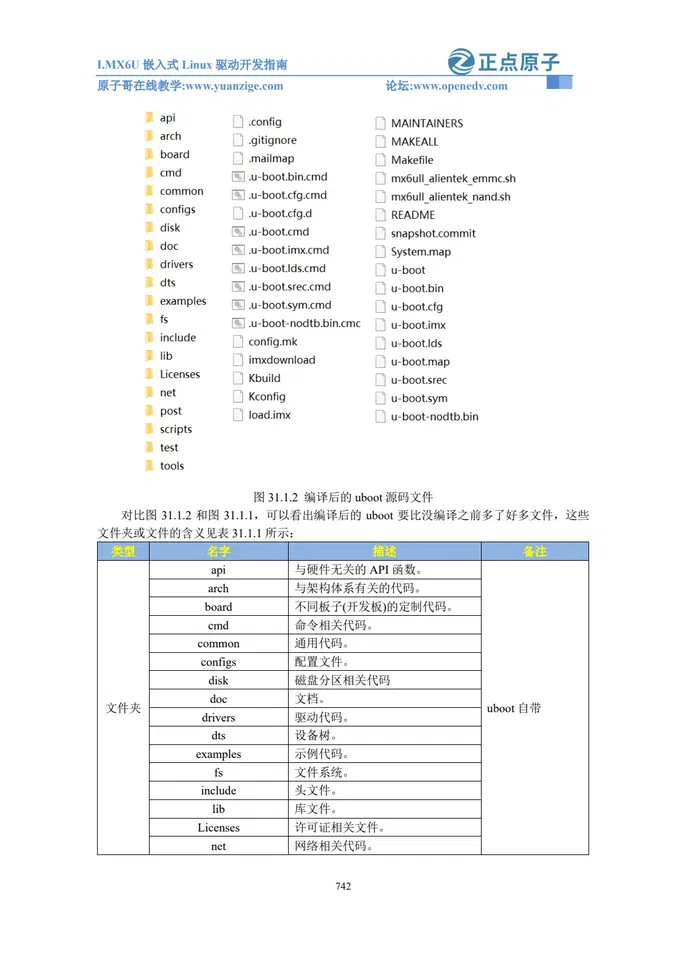 I.MX6U 嵌入式 Linux 驱动开发指南
正点原子
原子哥在线教学:www.yuanzige.com
论坛:www.openedv.com
api
arch
board
cmd
common
configs
disk
doc
drivers
dts
examples
fs
include
lib
Licenses
net
post
scripts
test
tools
.config
.gitignore
.mailmap
.u-boot.bin.cmd
.u-boot.cfg.cmd
.u-boot.cfg.d
.u-boot.cmd
.u-boot.imx.cmd
.u-boot.lds.cmd
.u-boot.srec.cmd
.u-boot.sym.cmd
.u-boot-nodtb.bin.cmc
config.mk
imxdownload
Kbuild
Kconfig
load.imx
MAINTAINERS
MAKEALL
Makefile
mx6ull_alientek_emmc.sh
mx6ull_alientek_nand.sh
README
snapshot.commit
System.map
u-boot
u-boot.bin
u-boot.cfg
u-boot.imx
u-boot.lds
u-boot.map
u-boot.srec
u-boot.sym
u-boot-nodtb.bin
图 31.1.2 编译后的 uboot 源码文件
对比图 31.1.2 和图 31.1.1，可以看出编译后的 uboot 要比没编译之前多了好多文件，这些
文件夹或文件的含义见表 31.1.1 所示：
类型 名字 描述 备注
api 与硬件无关的 API 函数。
arch 与架构体系有关的代码。
board 不同板子(开发板)的定制代码。
cmd 命令相关代码。
common 通用代码。
configs 配置文件。
disk 磁盘分区相关代码
doc 文档。
文件夹 uboot 自带
drivers 驱动代码。
dts 设备树。
examples 示例代码。
fs 文件系统。
include 头文件。
lib 库文件。
Licenses 许可证相关文件。
net 网络相关代码。
742